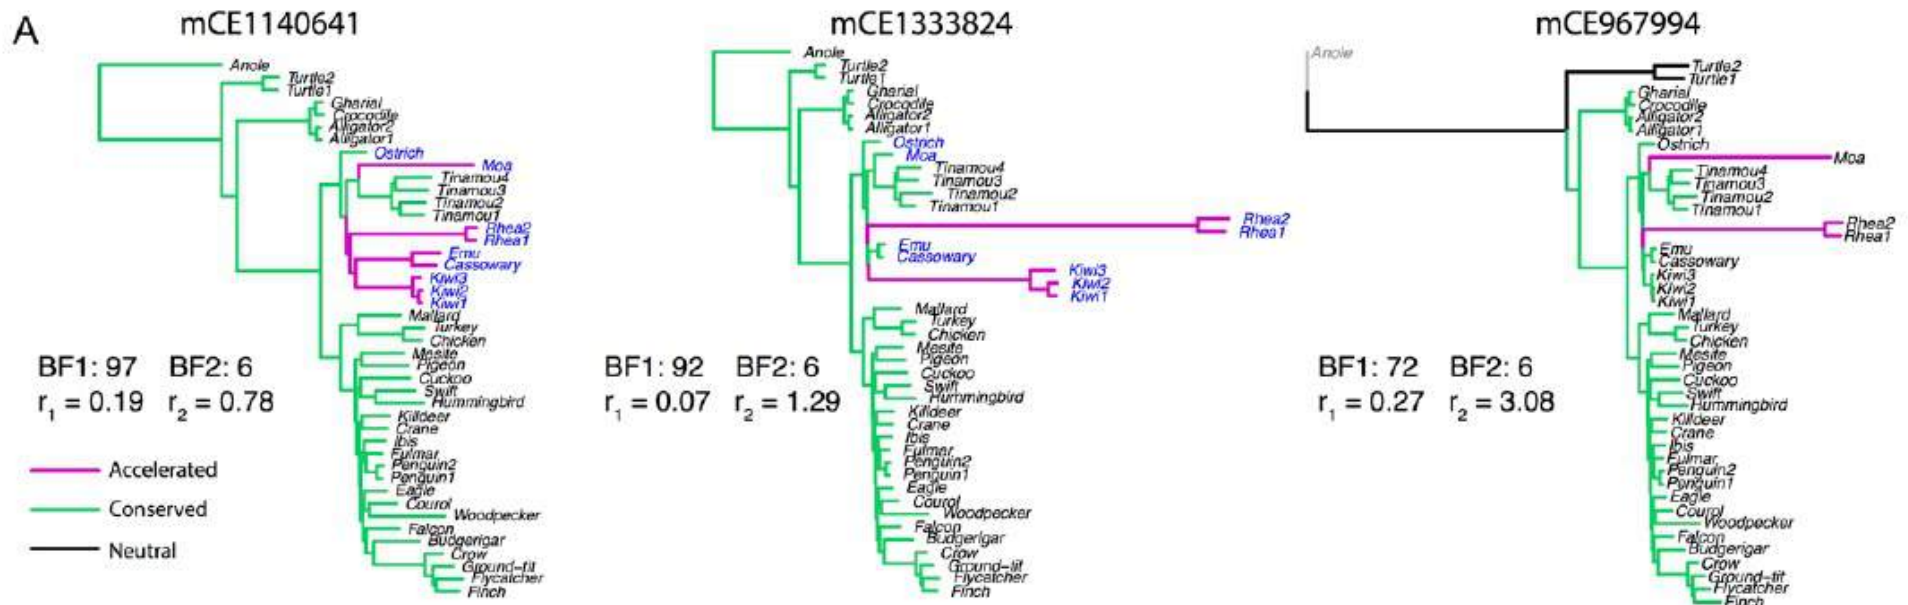 A
mCE1140641
Anole
Turtle2
Turtle1
Gharial
Crocodile
Alligator2
Alligator1
Ostrich
Moa
Tinamou4
Tinamou3
Tinamou2
Tinamou1
Rhea2
Rhea1
Emu
Cassowary
Kiwi3
Kiwi2
Kiwi1
Mallard
Turkey
Chicken
Mesite
Pigeon
Cuckoo
Swift
Hummingbird
Killdeer
Crane
Ibis
Fulmar
Penguin2
Penguin1
Eagle
Courol
Woodpecker
Falcon
Budgerigar
Crow
Ground-tit
Flycatcher
Finch
BF1: 97 BF2: 6
r1 = 0.19 r2 = 0.78
Accelerated
Conserved
Neutral
mCE1333824
Anole
Turtle2
Turtle1
Gharial
Crocodile
Alligator2
Alligator1
Ostrich
Moa
Tinamou4
Tinamou3
Tinamou2
Tinamou1
Rhea2
Rhea1
Emu
Cassowary
Kiwi3
Kiwi2
Kiwi1
Mallard
Turkey
Chicken
Mesite
Pigeon
Cuckoo
Swift
Hummingbird
Killdeer
Crane
Ibis
Fulmar
Penguin2
Penguin1
Eagle
Courol
Woodpecker
Falcon
Budgerigar
Crow
Ground-tit
Flycatcher
Finch
BF1: 92 BF2: 6
r1 = 0.07 r2 = 1.29
mCE967994
Anole
Turtle2
Turtle1
Gharial
Crocodile
Alligator2
Alligator1
Ostrich
Moa
Tinamou4
Tinamou3
Tinamou2
Tinamou1
Rhea2
Rhea1
Emu
Cassowary
Kiwi3
Kiwi2
Kiwi1
Mallard
Turkey
Chicken
Mesite
Pigeon
Cuckoo
Swift
Hummingbird
Killdeer
Crane
Ibis
Fulmar
Penguin2
Penguin1
Eagle
Courol
Woodpecker
Falcon
Budgerigar
Crow
Ground-tit
Flycatcher
Finch
BF1: 72 BF2: 6
r1 = 0.27 r2 = 3.08